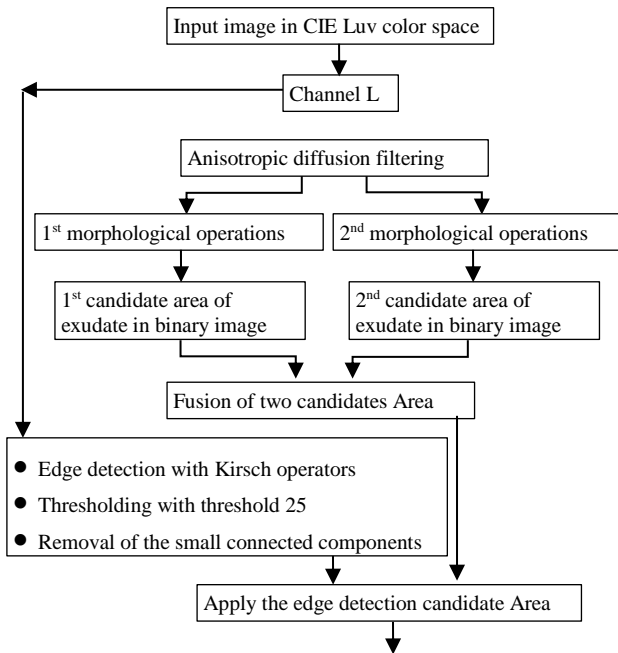 Input image in CIE Luv color space
Channel L
Anisotropic diffusion filtering
1st morphological operations
2nd morphological operations
1st candidate area of
exudate in binary image
2nd candidate area of
exudate in binary image
Fusion of two candidates Area
● Edge detection with Kirsch operators
● Thresholding with threshold 25
● Removal of the small connected components
Apply the edge detection candidate Area